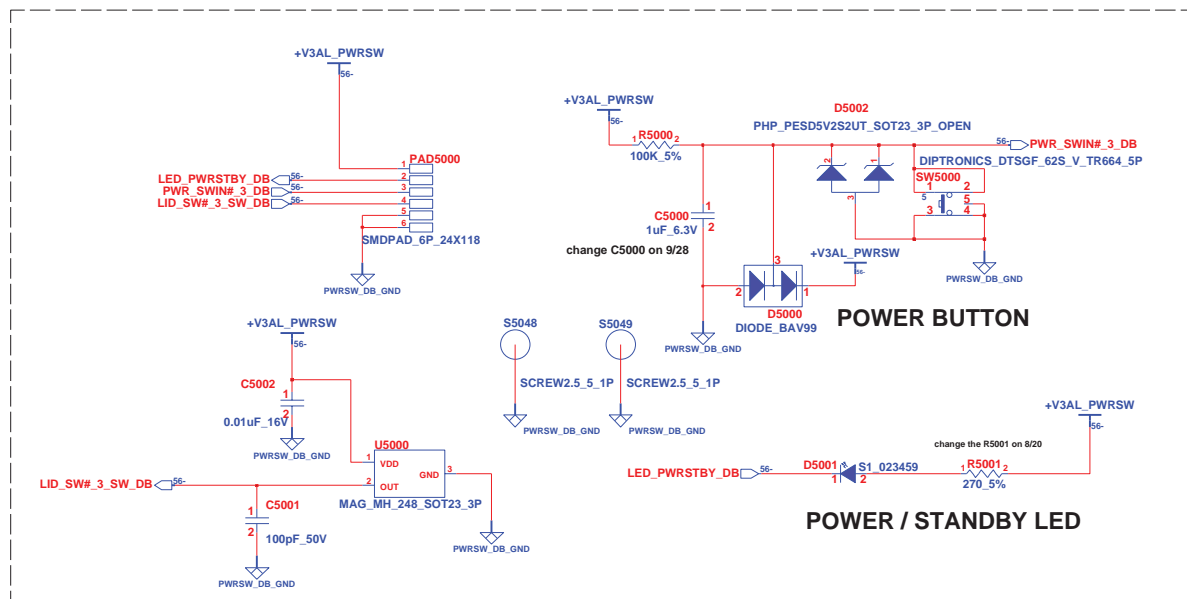 +V3AL_PWRSW
56-
PAD5000
1
LED_PWRSTBY_DB 56- 2
PWR_SWIN#_3_DB 56- 3
LID_SW#_3_SW_DB 56- 4
5
6
SMDPAD_6P_24X118
PWRSW_DB_GND
+V3AL_PWRSW
56-
1 R5000 2
100K_5%
D5002
PHP_PESD5V2S2UT_SOT23_3P_OPEN
2
1
3
56- PWR_SWIN#_3_DB
DIPTRONICS_DTSGF_62S_V_TR664_5P
SW5000
1 2
5 5
3 4
PWRSW_DB_GND
1
C5000
2 1uF_6.3V
change C5000 on 9/28
+V3AL_PWRSW
56-
3
2 1
D5000
DIODE_BAV99
PWRSW_DB_GND
POWER BUTTON
+V3AL_PWRSW
56-
C5002
1
2
0.01uF_16V
PWRSW_DB_GND
S5048
SCREW2.5_5_1P
PWRSW_DB_GND
S5049
SCREW2.5_5_1P
PWRSW_DB_GND
U5000
1 VDD
GND 3
2 OUT
MAG_MH_248_SOT23_3P
PWRSW_DB_GND
LID_SW#_3_SW_DB 56-
C5001
1
2
100pF_50V
PWRSW_DB_GND
+V3AL_PWRSW
56-
change the R5001 on 8/20
LED_PWRSTBY_DB 56- D5001 S1_023459
1 2
1 R5001 2
270_5%
POWER / STANDBY LED